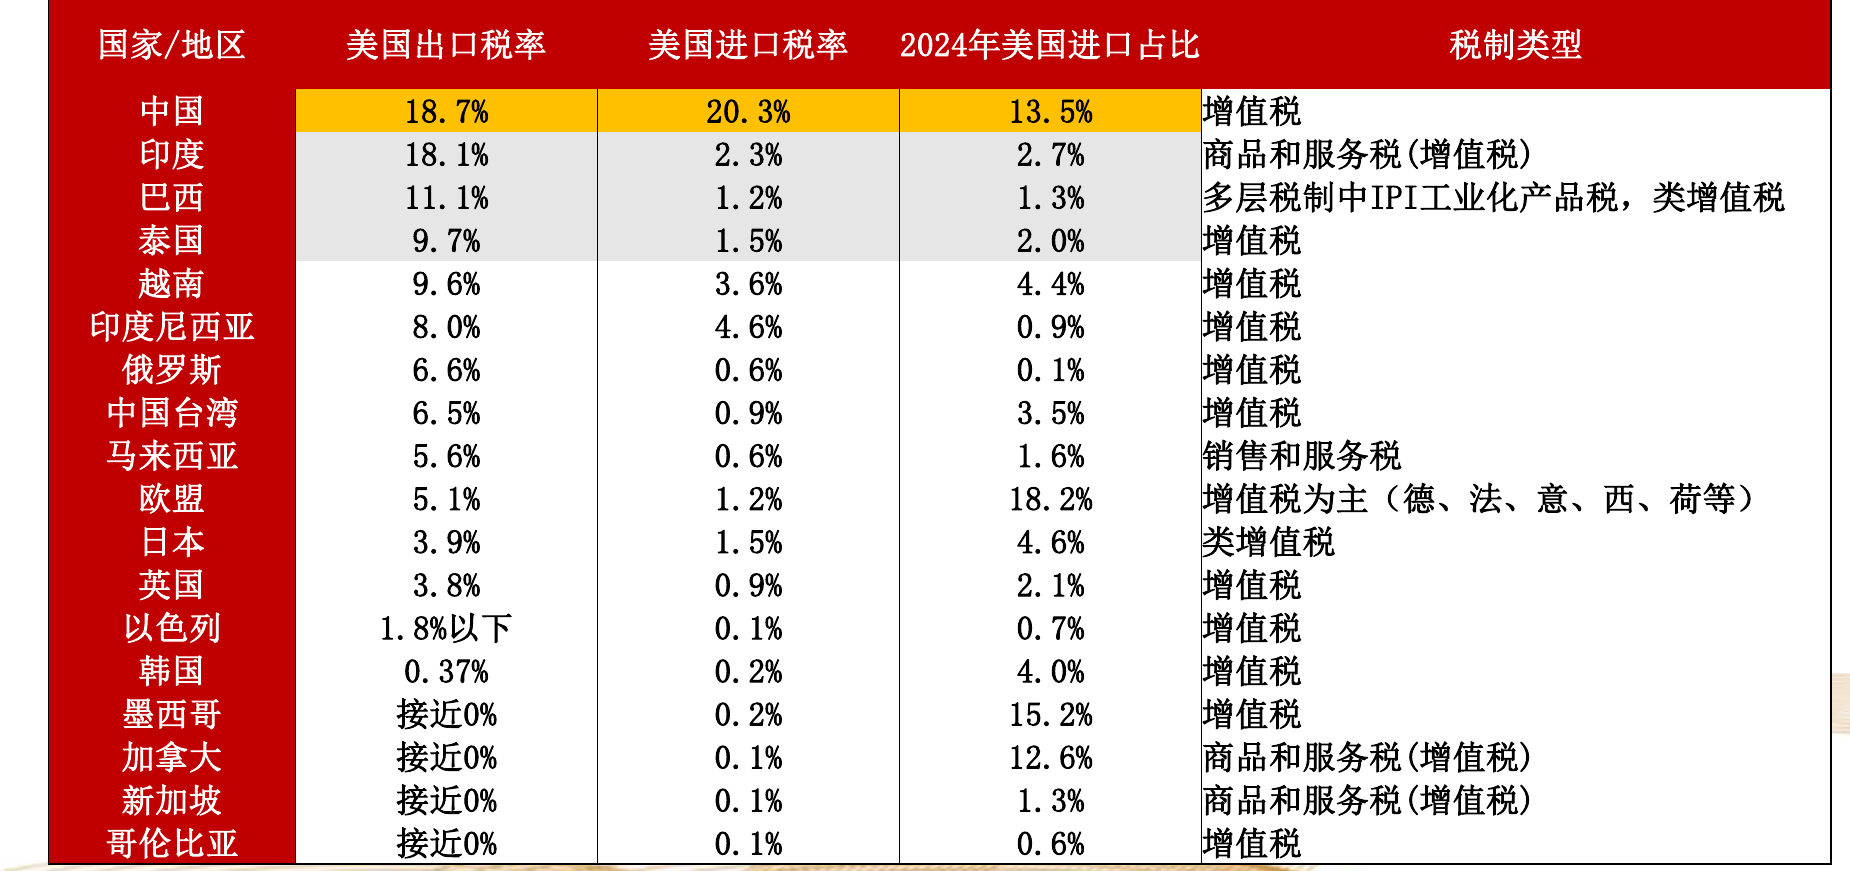 国家/地区 美国出口税率 美国进口税率 2024年美国进口占比 税制类型
中国 18.7% 20.3% 13.5% 增值税
印度 18.1% 2.3% 2.7% 商品和服务税(增值税)
巴西 11.1% 1.2% 1.3% 多层税制中IPI工业化产品税，类增值税
泰国 9.7% 1.5% 2.0% 增值税
越南 9.6% 3.6% 4.4% 增值税
印度尼西亚 8.0% 4.6% 0.9% 增值税
俄罗斯 6.6% 0.6% 0.1% 增值税
中国台湾 6.5% 0.9% 3.5% 增值税
马来西亚 5.6% 0.6% 1.6% 销售和服务税
欧盟 5.1% 1.2% 18.2% 增值税为主（德、法、意、西、荷等）
日本 3.9% 1.5% 4.6% 类增值税
英国 3.8% 0.9% 2.1% 增值税
以色列 1.8%以下 0.1% 0.7% 增值税
韩国 0.37% 0.2% 4.0% 增值税
墨西哥 接近0% 0.2% 15.2% 增值税
加拿大 接近0% 0.1% 12.6% 商品和服务税(增值税)
新加坡 接近0% 0.1% 1.3% 商品和服务税(增值税)
哥伦比亚 接近0% 0.1% 0.6% 增值税